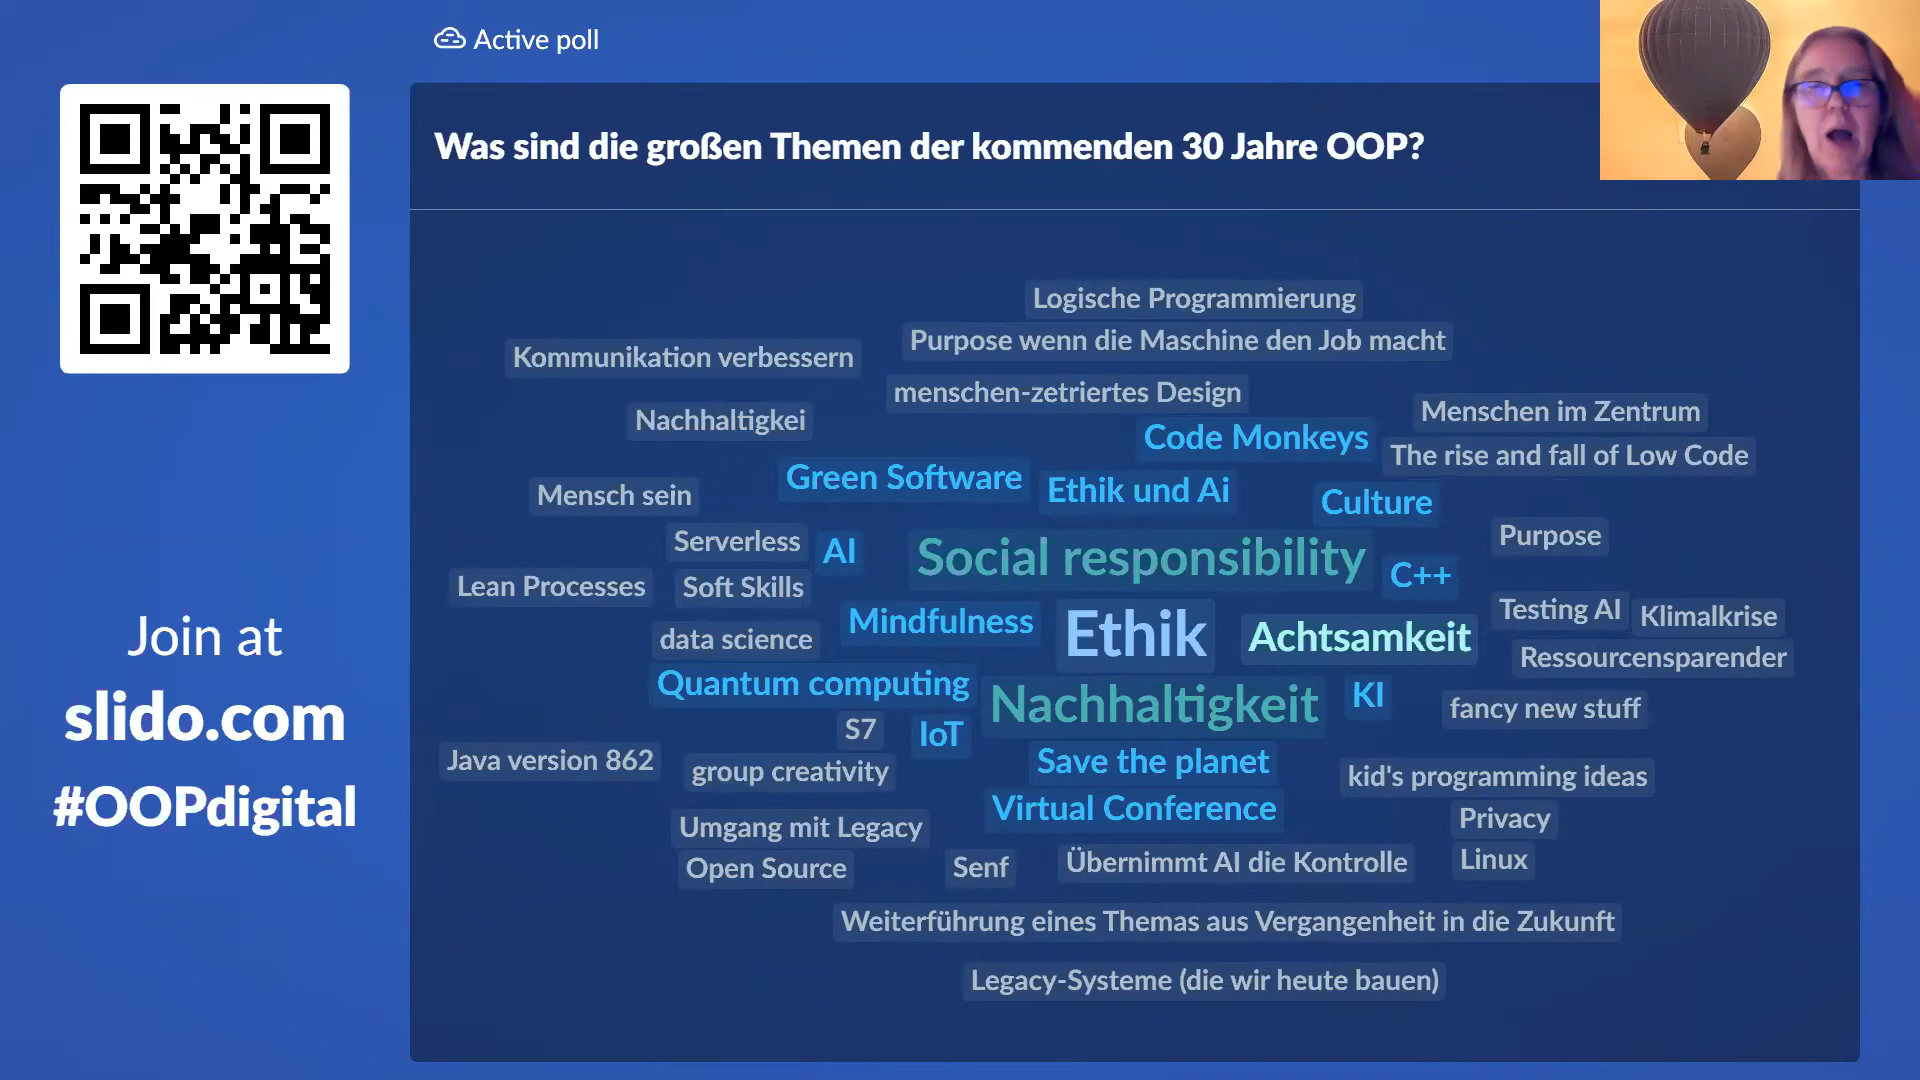 Active poll
Was sind die großen Themen der kommenden 30 Jahre OOP?
Join at
slido.com
#OOPdigital
Logische Programmierung
Purpose wenn die Maschine den Job macht
Kommunikation verbessern
menschen-zetriertes Design
Menschen im Zentrum
Nachhaltigkei
Code Monkeys
The rise and fall of Low Code
Green Software
Ethik und Ai
Mensch sein
Culture
Serverless
AI
Social responsibility
Purpose
C++
Lean Processes
Soft Skills
Testing AI
Klimalkrise
Mindfulness
Ethik
Achtsamkeit
data science
Ressourcensparender
Quantum computing
Nachhaltigkeit
KI
fancy new stuff
S7
IoT
Java version 862
group creativity
Save the planet
kid's programming ideas
Virtual Conference
Privacy
Umgang mit Legacy
Open Source
Senf
Übernimmt AI die Kontrolle
Linux
Weiterführung eines Themas aus Vergangenheit in die Zukunft
Legacy-Systeme (die wir heute bauen)